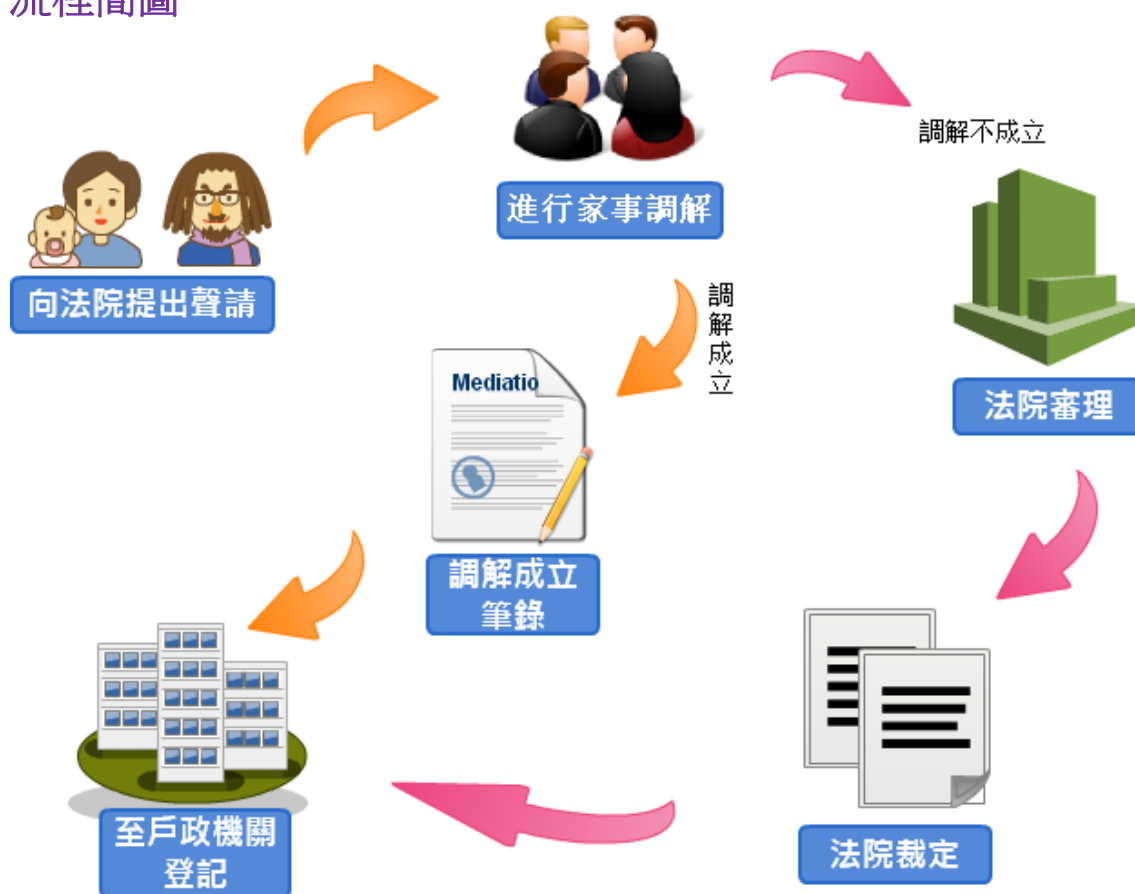 流程簡圖
進行家事調解
調解不成立
向法院提出聲請
調解成立
Mediatio
法院審理
調解成立
筆錄
至戶政機關
登記
法院裁定